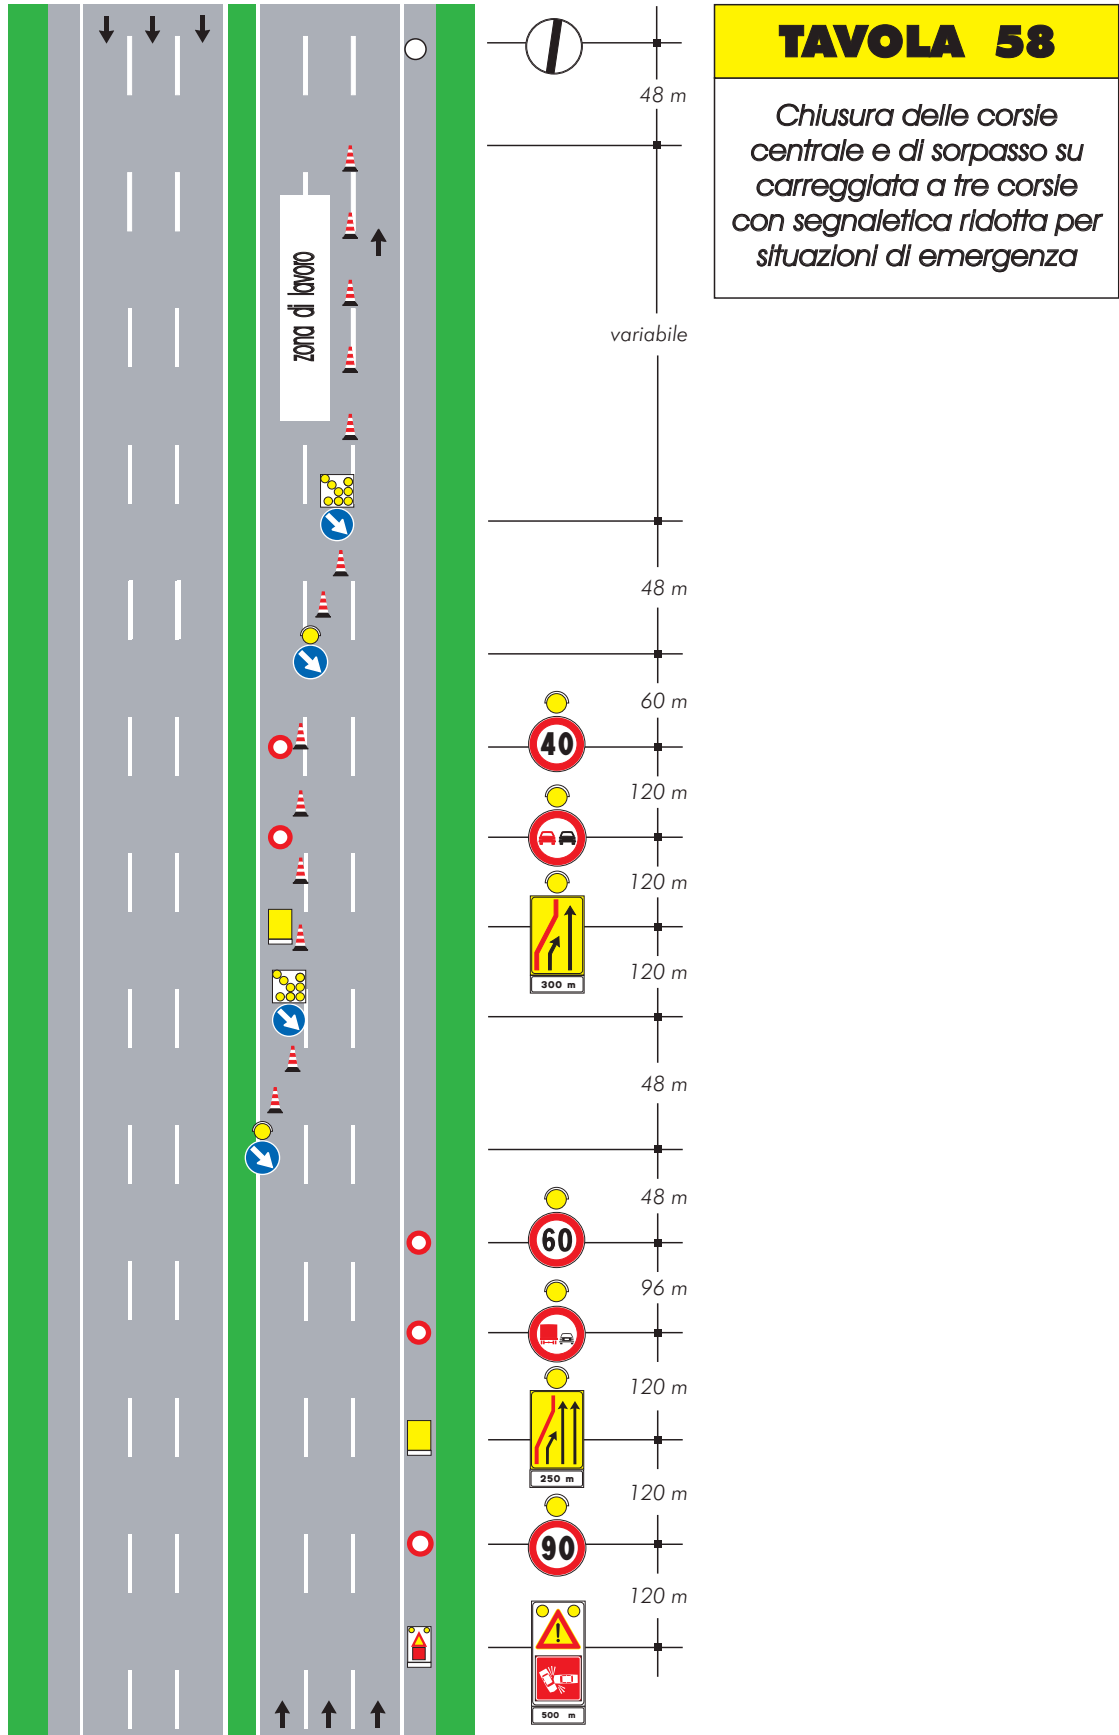 TAVOLA 58
Chiusura delle corsie
centrale e di sorpasso su
carreggiata a tre corsie
con segnaletica ridotta per
situazioni di emergenza
48 m
zona di lavoro
variabile
48 m
60 m
40
120 m
120 m
120 m
300 m
48 m
48 m
60
96 m
120 m
250 m
120 m
90
120 m
!
500 m